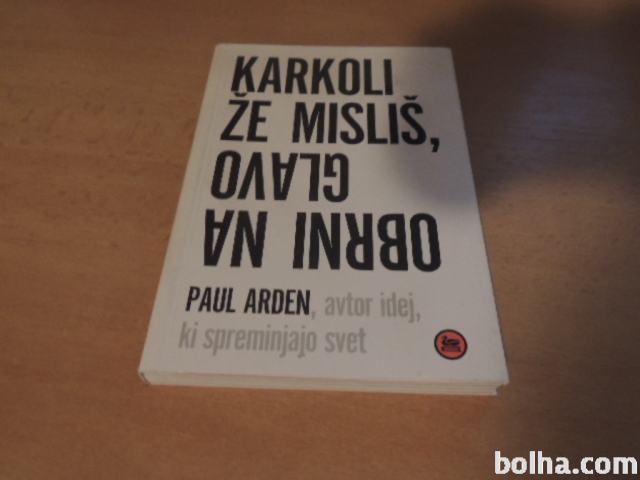 KARKOLI
ŽE MISLIŠ,
OBRNI NA
GLAVO
PAUL ARDEN, avtor idej,
ki spreminjajo svet
bolha.com